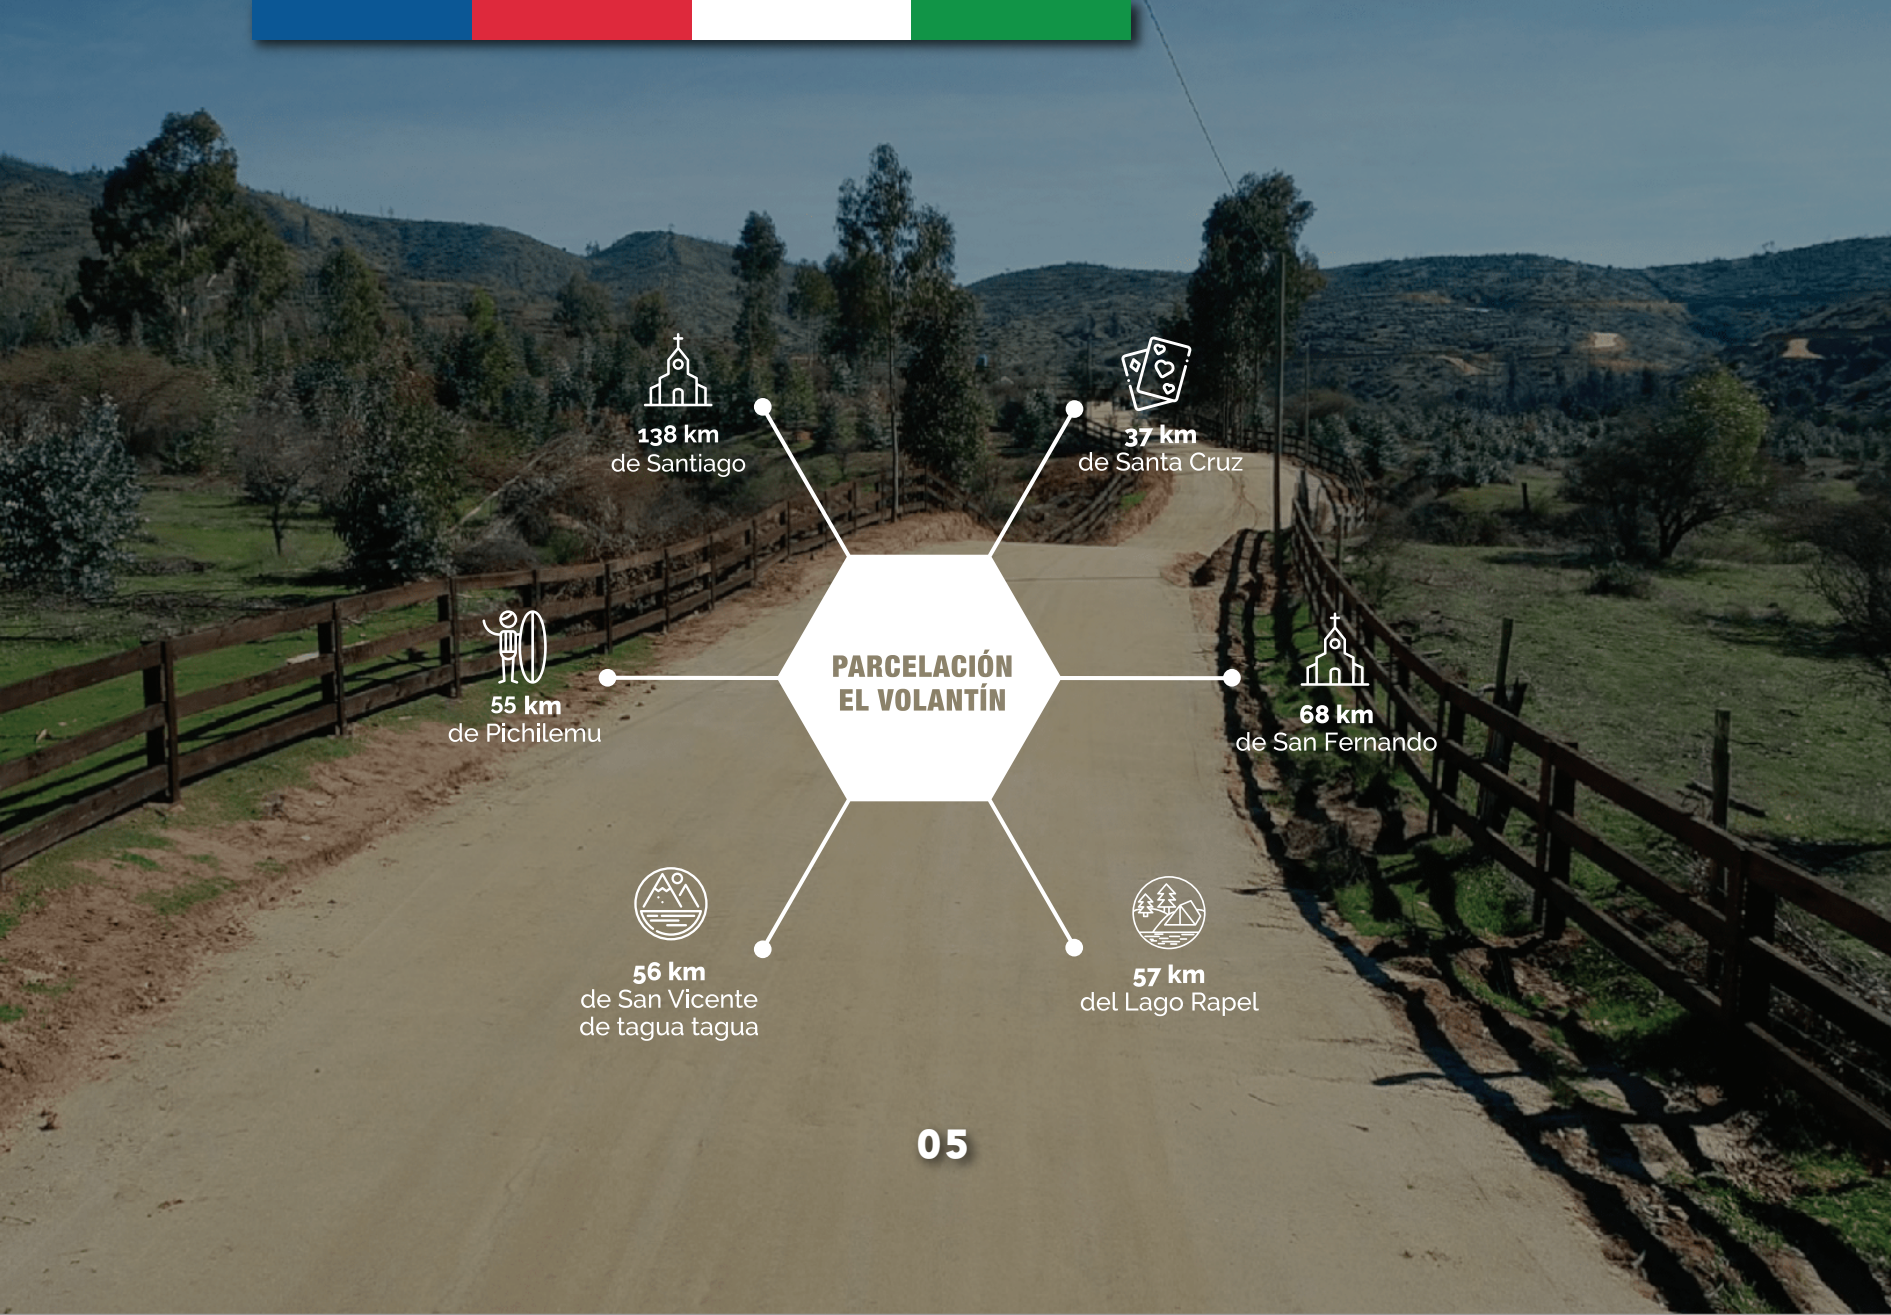 138 km
de Santiago
37 km
de Santa Cruz
55 km
de Pichilemu
PARCELACIÓN
EL VOLANTÍN
68 km
de San Fernando
56 km
de San Vicente
de tagua tagua
57 km
del Lago Rapel
05